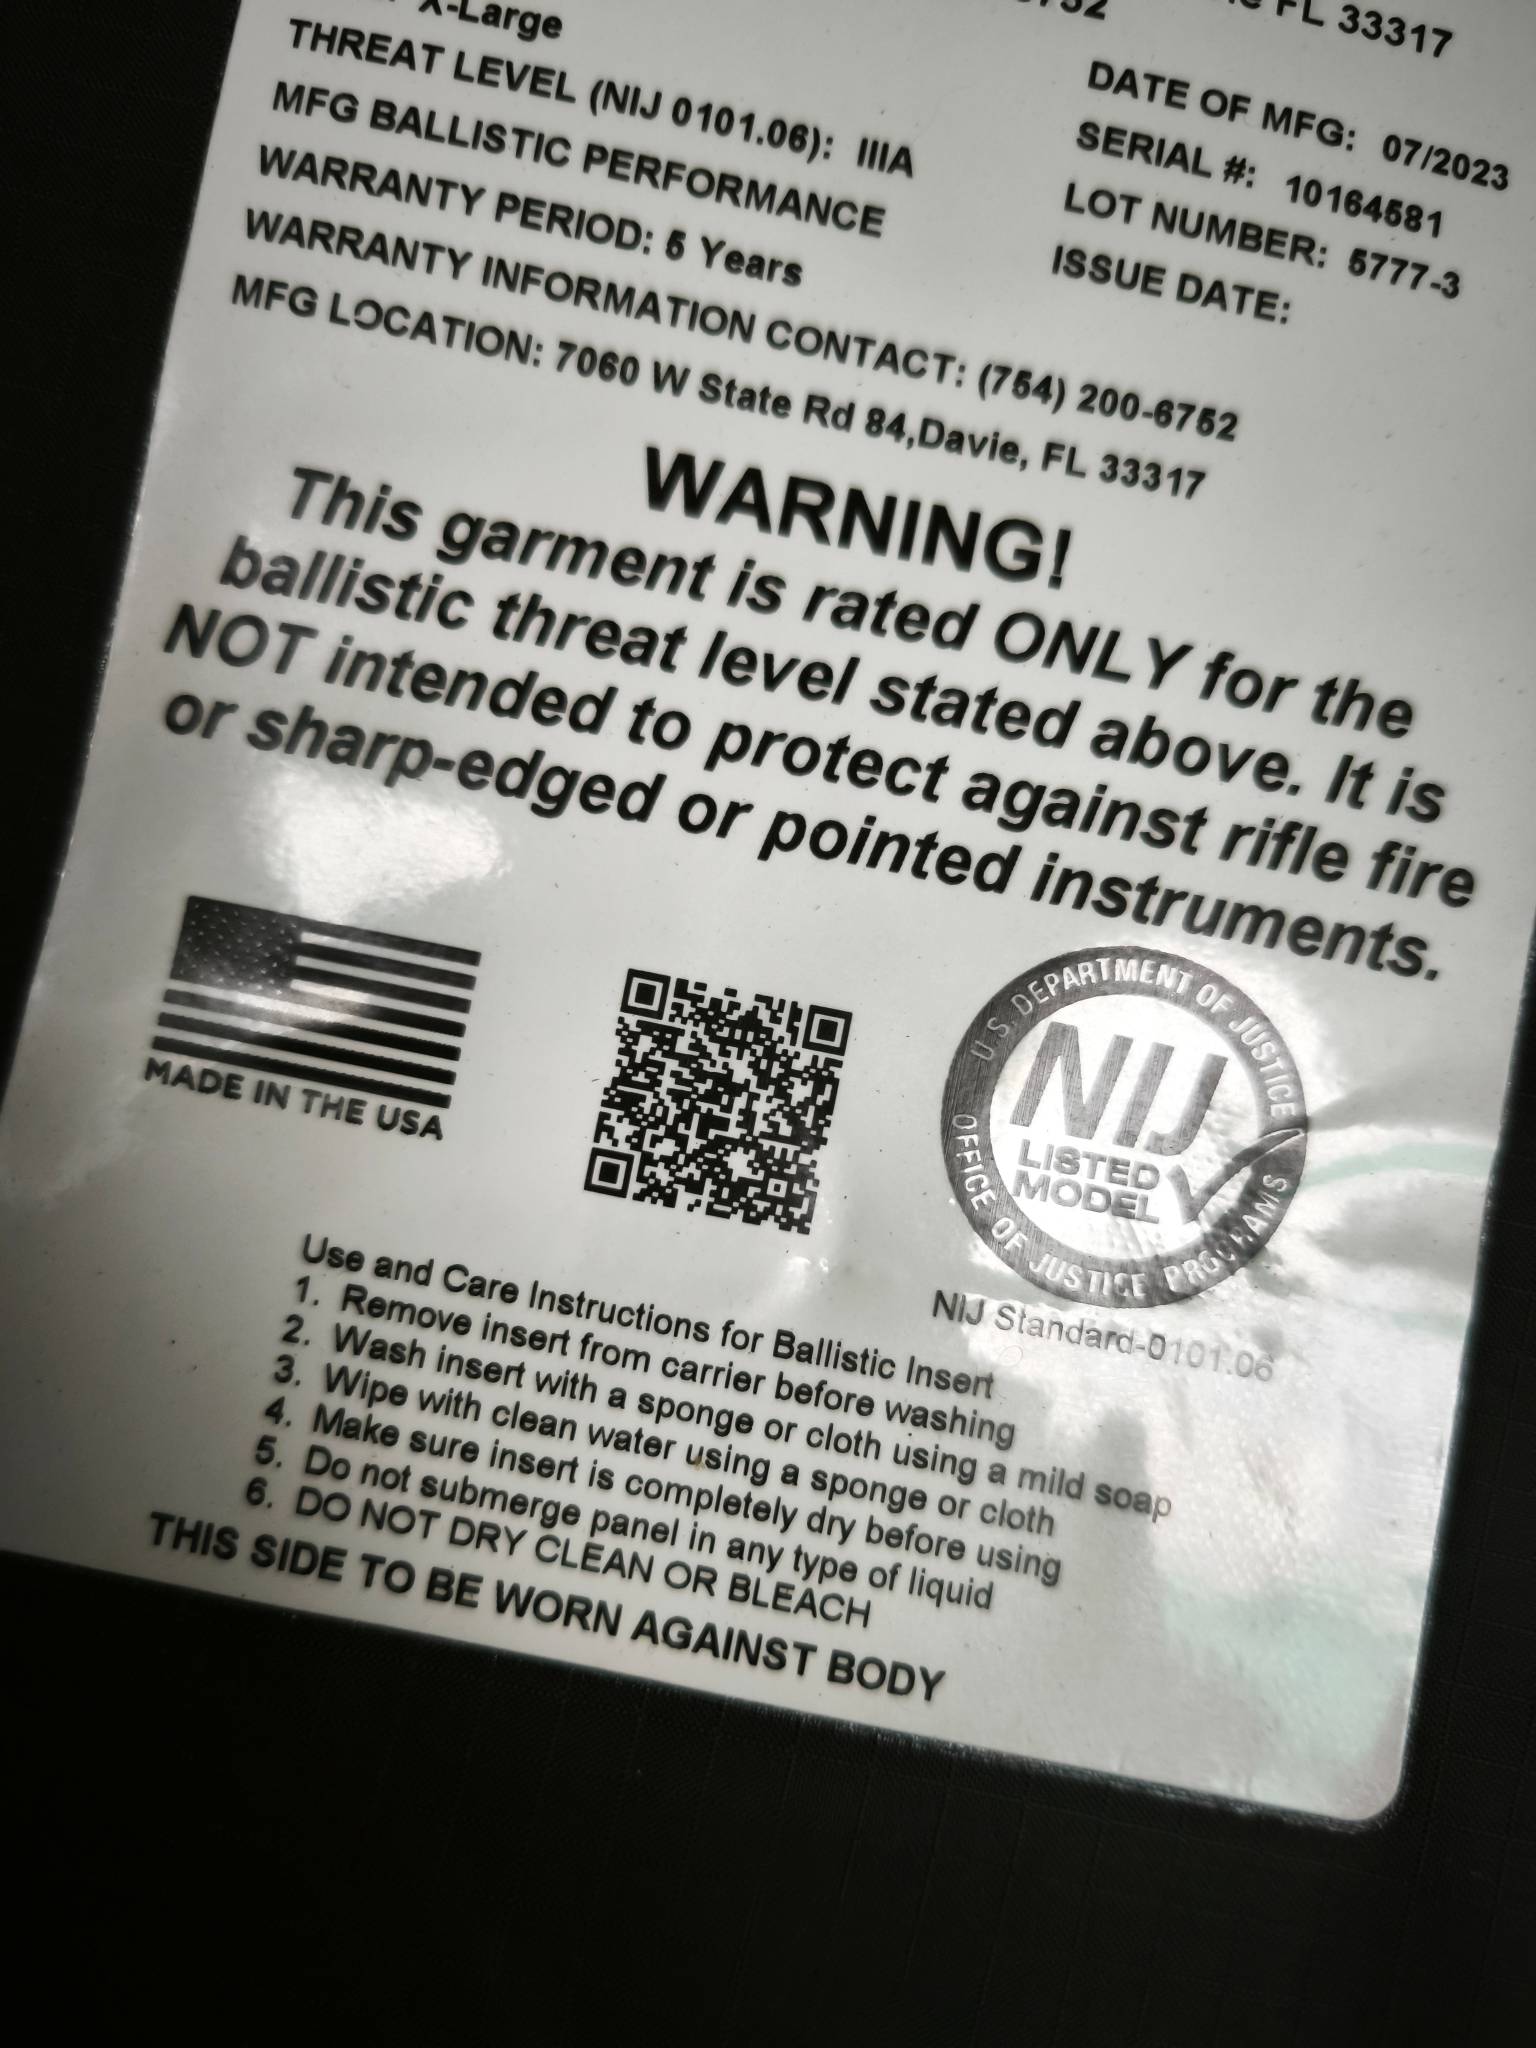 X-Large
FL 33317
THREAT LEVEL (NIJ 0101.06): IIIA
MFG BALLISTIC PERFORMANCE
WARRANTY PERIOD: 5 Years
WARRANTY INFORMATION CONTACT: (754) 200-6752
MFG LOCATION: 7060 W State Rd 84,Davie, FL 33317
DATE OF MFG: 07/2023
SERIAL #: 10164581
LOT NUMBER: 5777-3
ISSUE DATE:
WARNING!
This garment is rated ONLY for the
ballistic threat level stated above. It is
NOT intended to protect against rifle fire
or sharp-edged or pointed instruments.
MADE IN THE USA
U.S. DEPARTMENT OF JUSTICE
NIJ
LISTED
MODEL
OFFICE OF JUSTICE PROGRAMS
NIJ Standard-0101.06
Use and Care Instructions for Ballistic Insert
1. Remove insert from carrier before washing
2. Wash insert with a sponge or cloth using a mild soap
3. Wipe with clean water using a sponge or cloth
4. Make sure insert is completely dry before using
5. Do not submerge panel in any type of liquid
6. DO NOT DRY CLEAN OR BLEACH
THIS SIDE TO BE WORN AGAINST BODY